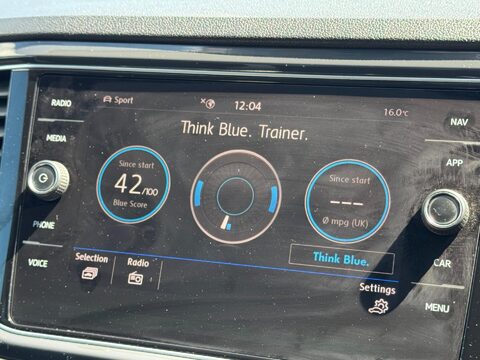 RADIO
Sport
12:04
16.0°C
NAV
MEDIA
Think Blue. Trainer.
APP
Since start
42/100
Blue Score
Since start
---
Ø mpg (UK)
PHONE
VOICE
Think Blue.
CAR
Selection
Radio
Settings
MENU